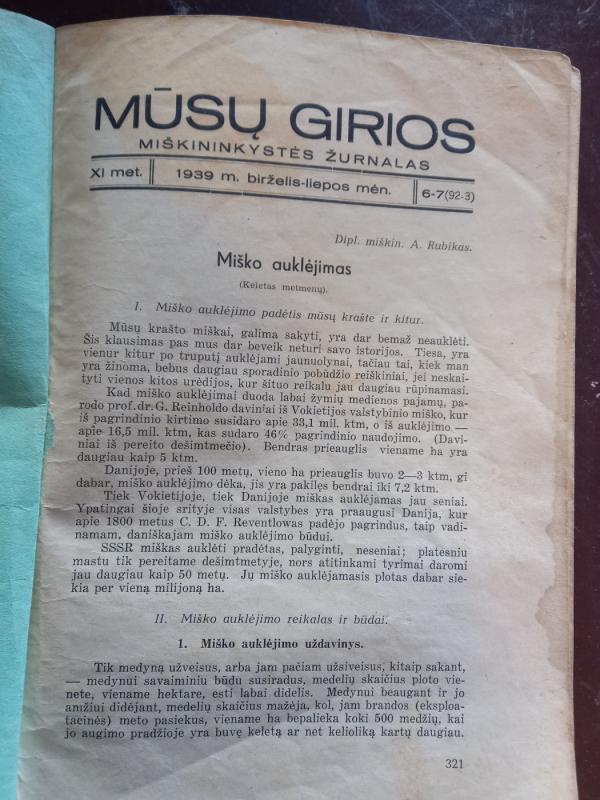 MŪSŲ GIRIOS
MIŠKININKYSTĖS ŽURNALAS
XI met. 1939 m. birželis-liepos mėn. 6-7(92-3)
Dipl. miškin. A. Rubikas.
Miško auklėjimas
(Keletas metmenų).
I. Miško auklėjimo padėtis mūsų krašte ir kitur.
Mūsų krašto miškai, galima sakyti, yra dar bemaž neauklėti.
Šis klausimas pas mus dar beveik neturi savo istorijos. Tiesa, yra
vienur kitur po truputį auklėjami jaunuolynai, tačiau tai, kiek man
yra žinoma, bebus daugiau sporadinio pobūdžio reiškiniai, jei neskai-
tyti vienos kitos urėdijos, kur šituo reikalu jau daugiau rūpinamasi.
Kad miško auklėjimai duoda labai žymių medienos pajamų, pa-
rodo prof. dr. G. Reinholdo daviniai iš Vokietijos valstybinio miško, kur
iš pagrindinio kirtimo susidaro apie 33,1 mil. ktm, o iš auklėjimo —
apie 16,5 mil. ktm, kas sudaro 46% pagrindinio naudojimo. (Davi-
niai iš pereito dešimtmečio). Bendras prieauglis viename ha yra
daugiau kaip 5 ktm.
Danijoje, prieš 100 metų, vieno ha prieauglis buvo 2—3 ktm, gi
dabar, miško auklėjimo dėka, jis yra pakilęs bendrai iki 7,2 ktm.
Tiek Vokietijoje, tiek Danijoje miškas auklėjamas jau seniai.
Ypatingai šioje srityje visas valstybes yra praaugusi Danija, kur
apie 1800 metus C. D. F. Reventlowas padėjo pagrindus, taip vadi-
namam, daniškajam miško auklėjimo būdui.
SSSR miškas auklėti pradėtas, palyginti, neseniai; platesniu
mastu tik pereitame dešimtmetyje, nors atitinkami tyrimai daromi
jau daugiau kaip 50 metų. Jų miško auklėjamasis plotas dabar sie-
kia per vieną milijoną ha.
II. Miško auklėjimo reikalas ir būdai.
1. Miško auklėjimo uždavinys.
Tik medyną užveisus, arba jam pačiam užsiveisus, kitaip sakant,
— medynui savaiminiu būdu susiradus, medelių skaičius ploto vie-
nete, viename hektare, esti labai didelis. Medynui beaugant ir jo
amžiui didėjant, medelių skaičius mažėja, kol, jam brandos (eksploa-
tacinės) meto pasiekus, viename ha bepalieka koki 500 medžių, kai
jo augimo pradžioje yra buvę keletą ar net kelioliką kartų daugiau.
321